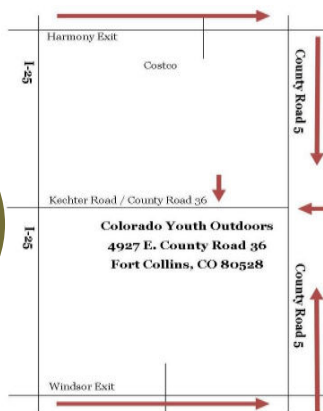 Harmony Exit
Costco
I-25
County Road 5
Kechter Road / County Road 36
Colorado Youth Outdoors
4927 E. County Road 36
Fort Collins, CO 80528
I-25
County Road 5
Windsor Exit